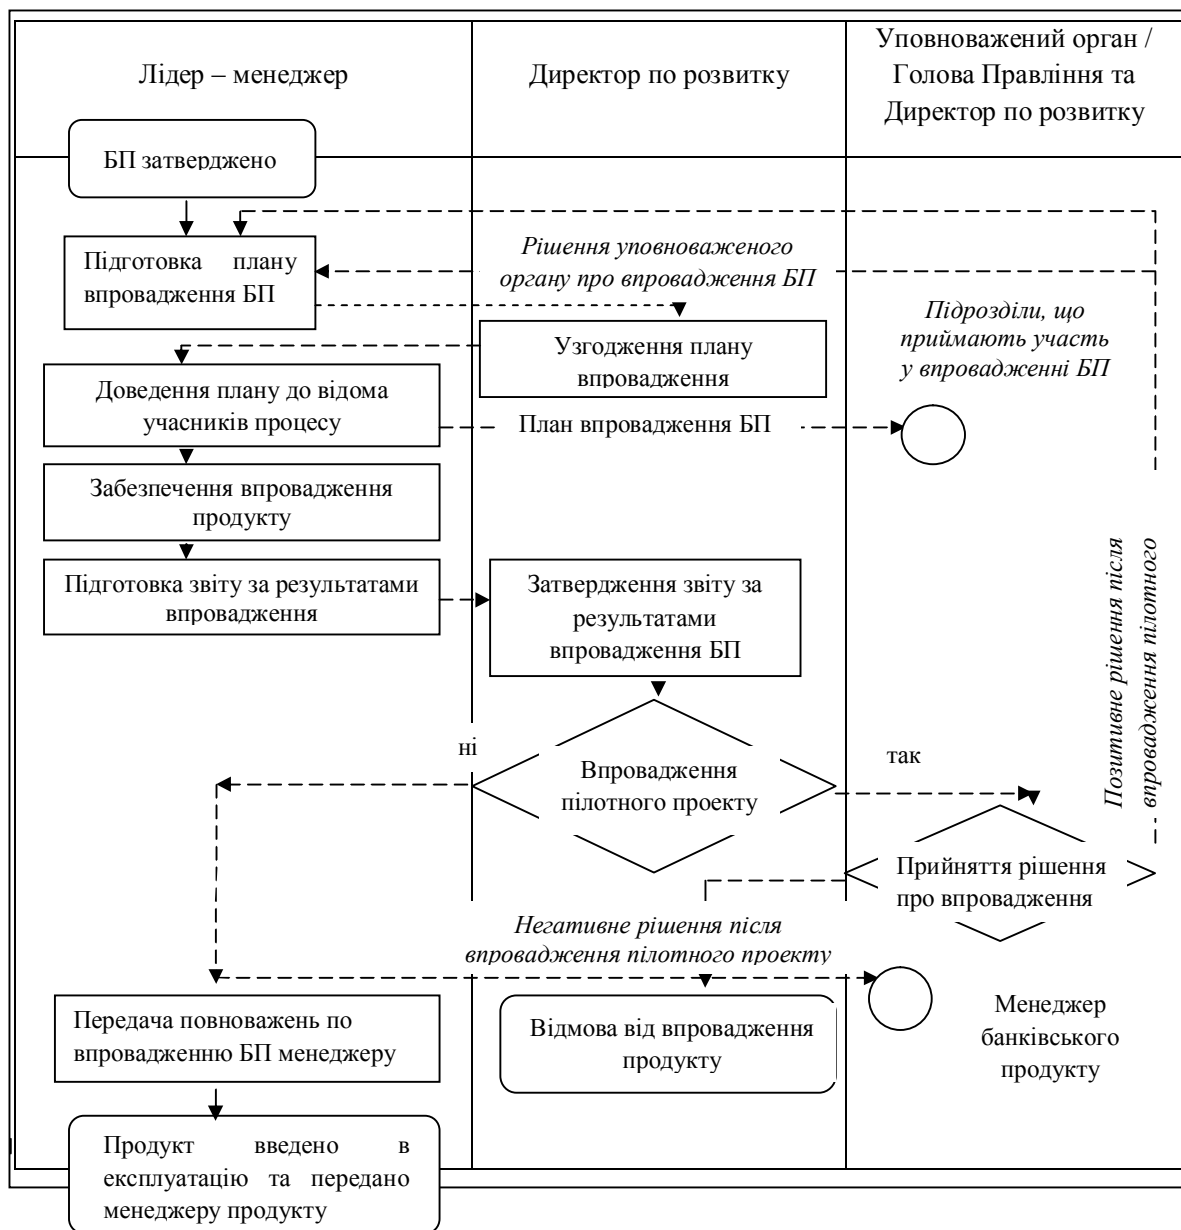 Лідер – менеджер
Директор по розвитку
Уповноважений орган /
Голова Правління та
Директор по розвитку
БП затверджено
Підготовка плану
впровадження БП
Рішення уповноваженого
органу про впровадження БП
Підрозділи, що
приймають участь
у впровадженні БП
Узгодження плану
впровадження
Доведення плану до відома
учасників процесу
План впровадження БП
Забезпечення впровадження
продукту
Підготовка звіту за результатами
впровадження
Затвердження звіту за
результатами
впровадження БП
Позитивне рішення після
впровадження пілотного
ні
Впровадження
пілотного проекту
так
Прийняття рішення
про впровадження
Негативне рішення після
впровадження пілотного проекту
Передача повноважень по
впровадженню БП менеджеру
Відмова від впровадження
продукту
Менеджер
банківського
продукту
Продукт введено в
експлуатацію та передано
менеджеру продукту